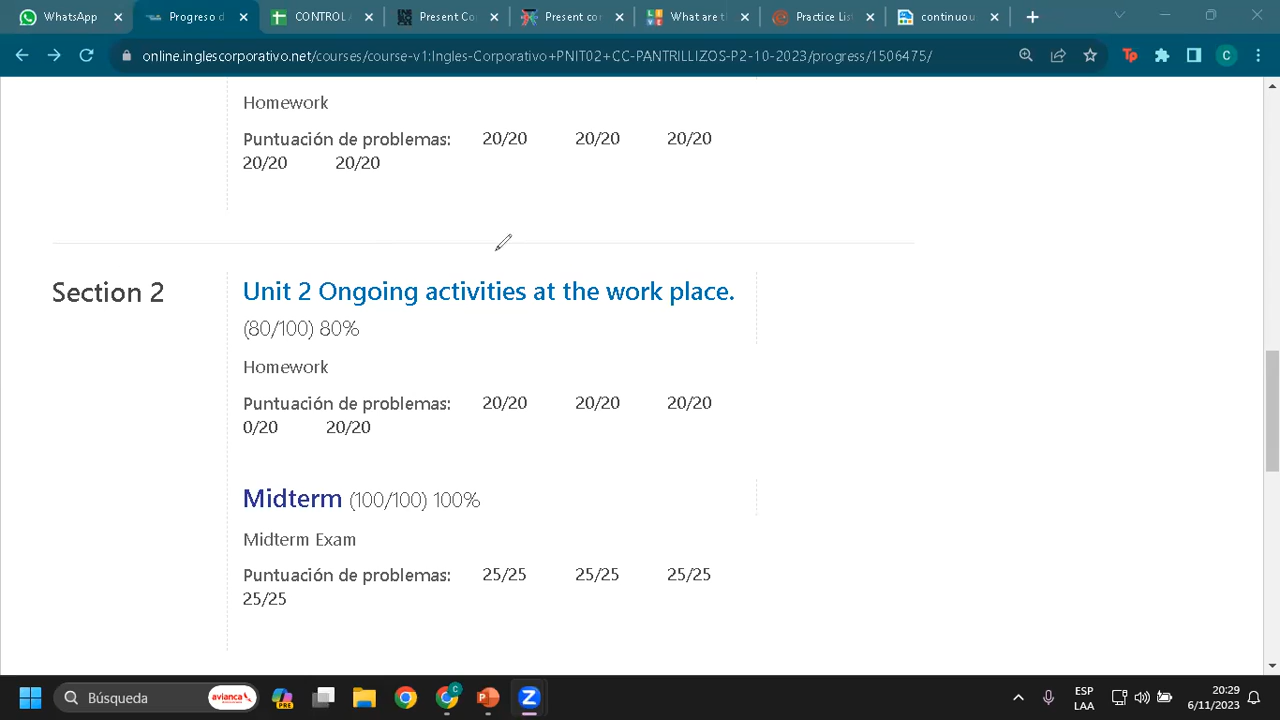 WhatsApp
Progreso d
CONTROL A
Present Co
Present co
What are t
Practice Lis
continuou
online.inglescorporativo.net/courses/course-v1:Ingles-Corporativo+PNIT02+CC-PANTRILLIZOS-P2-10-2023/progress/1506475/
Homework
Puntuación de problemas: 20/20 20/20 20/20
20/20 20/20
Section 2
Unit 2 Ongoing activities at the work place.
(80/100) 80%
Homework
Puntuación de problemas: 20/20 20/20 20/20
0/20 20/20
Midterm (100/100) 100%
Midterm Exam
Puntuación de problemas: 25/25 25/25 25/25
25/25
Búsqueda
avianca
PRE
ESP
LAA
20:29
6/11/2023